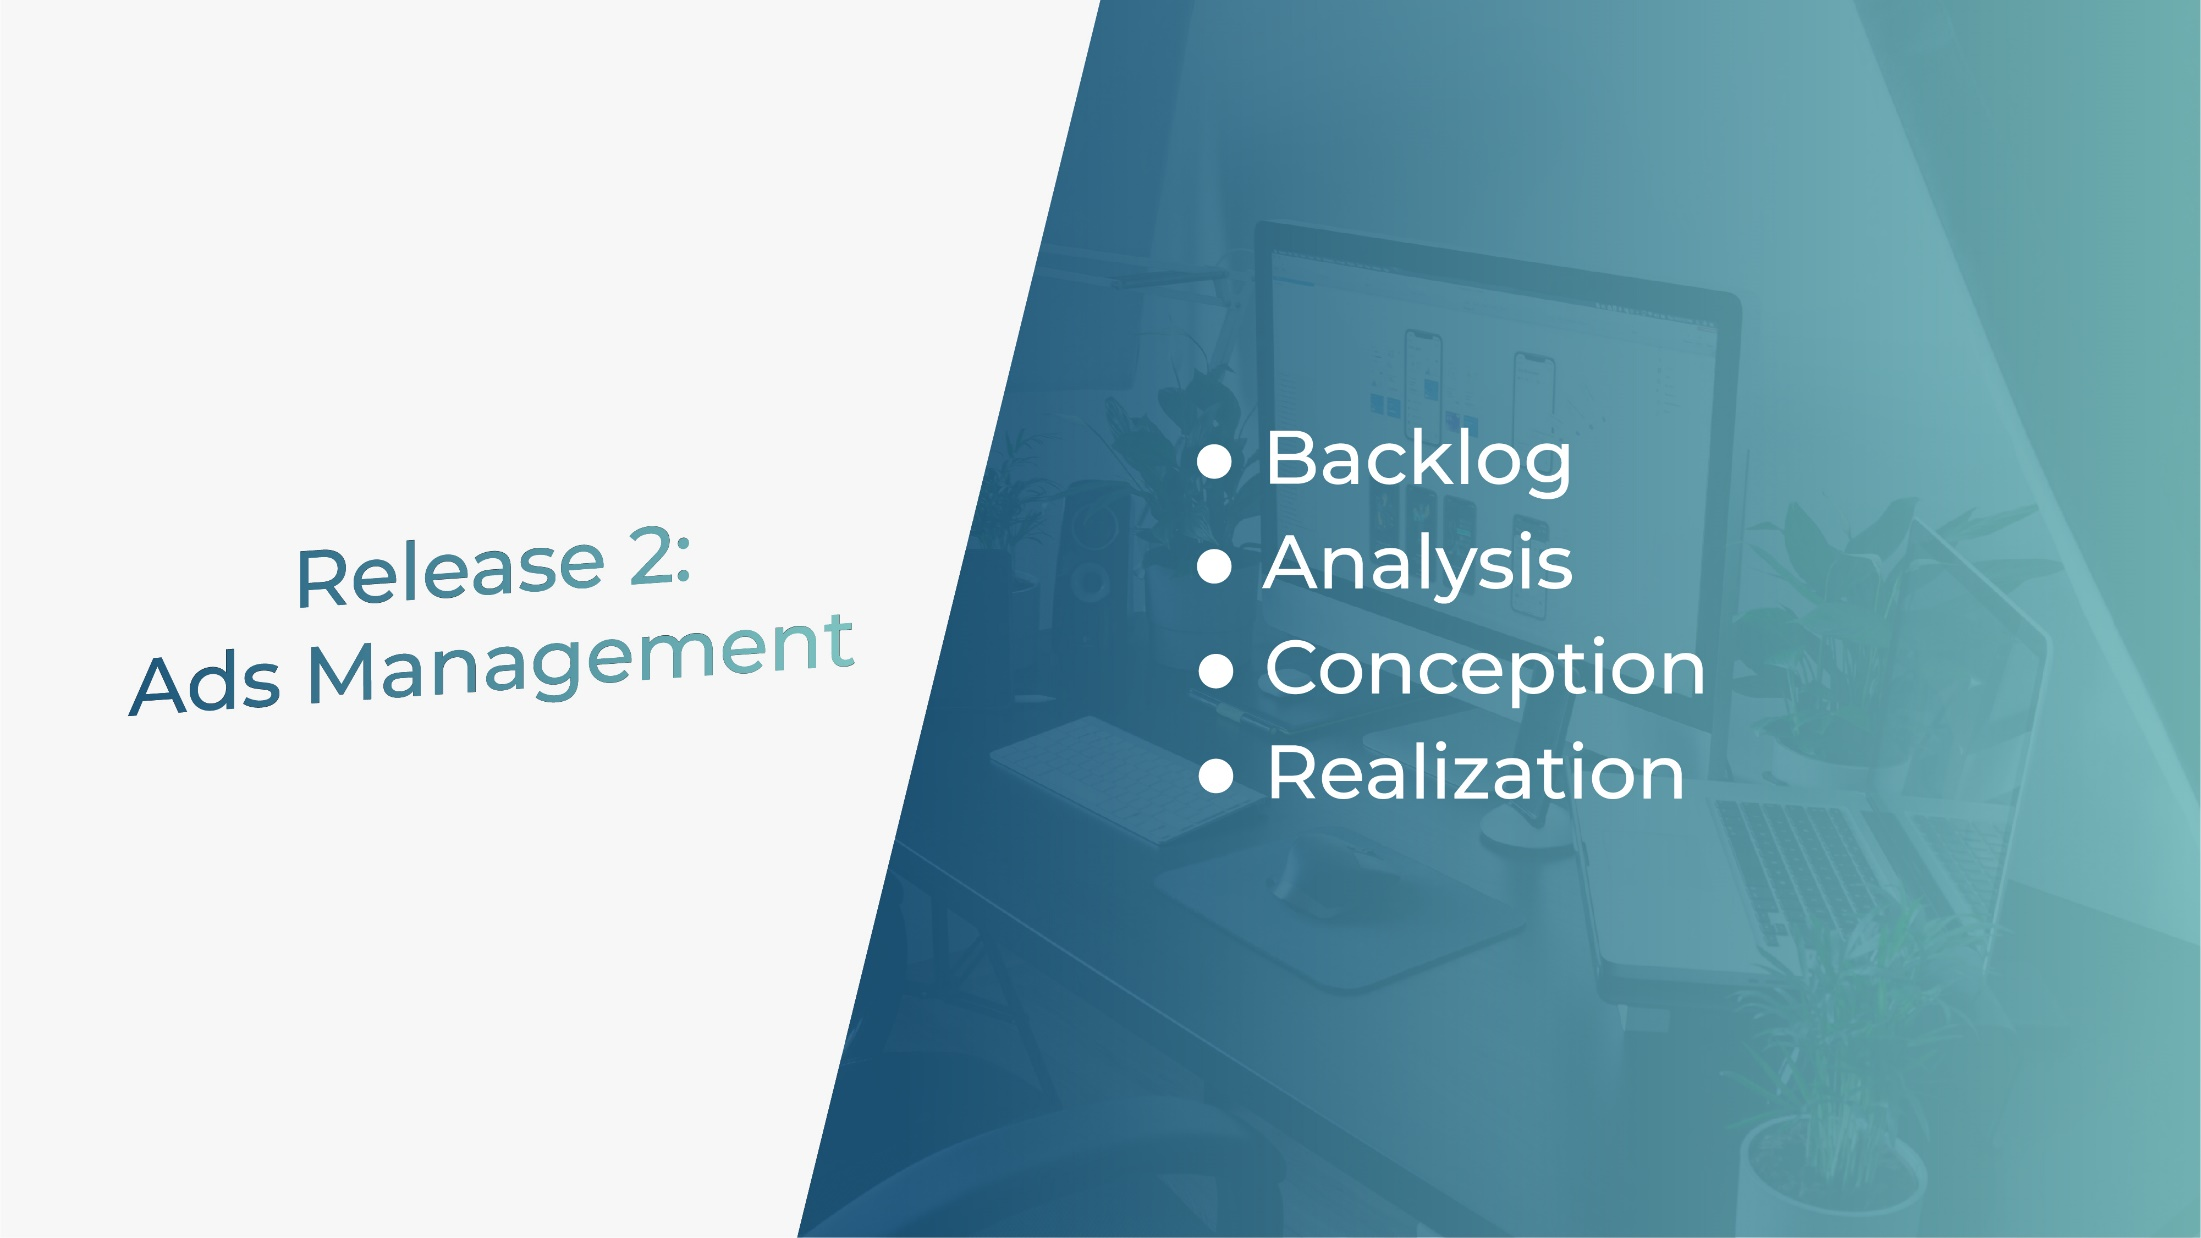 Release 2:
Ads Management
● Backlog
● Analysis
● Conception
● Realization